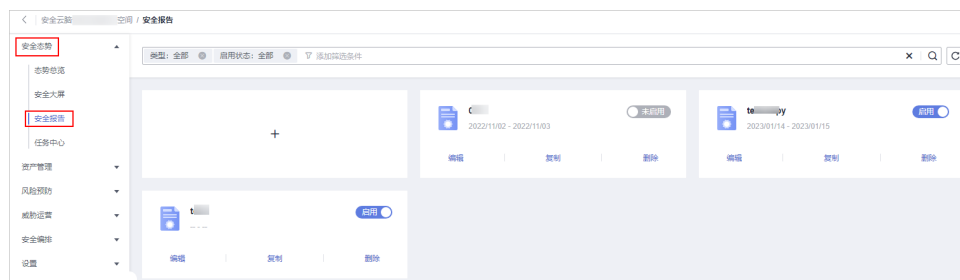 安全云脑 空间 / 安全报告
安全态势
态势总览
安全大屏
安全报告
任务中心
资产管理
风险预防
威胁运营
安全编排
设置
类型: 全部 启用状态: 全部 添加筛选条件
+
2022/11/02 - 2022/11/03
未启用
编辑 复制 删除
te py
2023/01/14 - 2023/01/15
启用
编辑 复制 删除
t
-- - --
启用
编辑 复制 删除